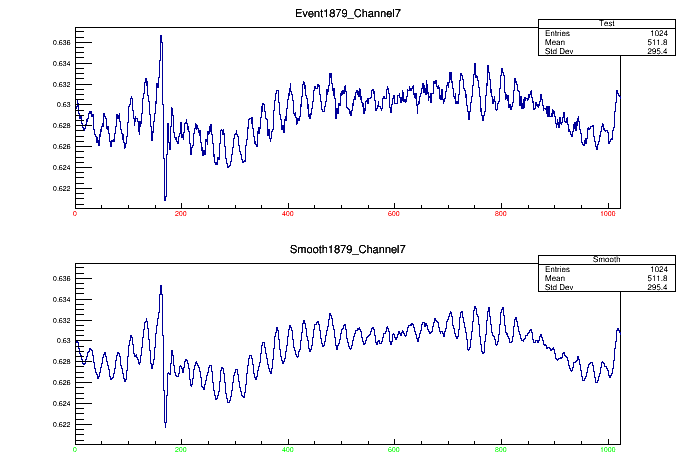 Event1879_Channel7
Test
Entries 1024
Mean 511.8
Std Dev 295.4
0.636
0.634
0.632
0.63
0.628
0.626
0.624
0.622
0 200 400 600 800 1000
Smooth1879_Channel7
Smooth
Entries 1024
Mean 511.8
Std Dev 295.4
0.636
0.634
0.632
0.63
0.628
0.626
0.624
0.622
0 200 400 600 800 1000